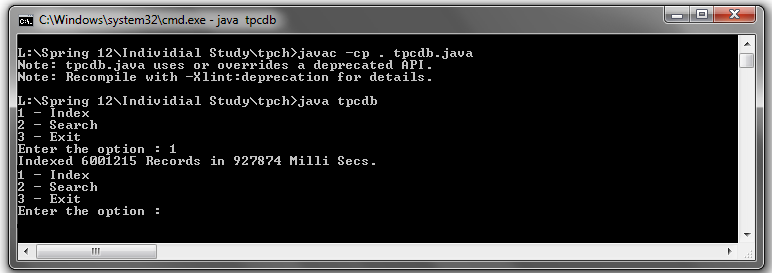 C:\Windows\system32\cmd.exe - java  tpcdb
L:\Spring 12\Individial Study\tpch>javac -cp . tpcdb.java
Note: tpcdb.java uses or overrides a deprecated API.
Note: Recompile with -Xlint:deprecation for details.
L:\Spring 12\Individial Study\tpch>java tpcdb
1 - Index
2 - Search
3 - Exit
Enter the option : 1
Indexed 6001215 Records in 927874 Milli Secs.
1 - Index
2 - Search
3 - Exit
Enter the option :